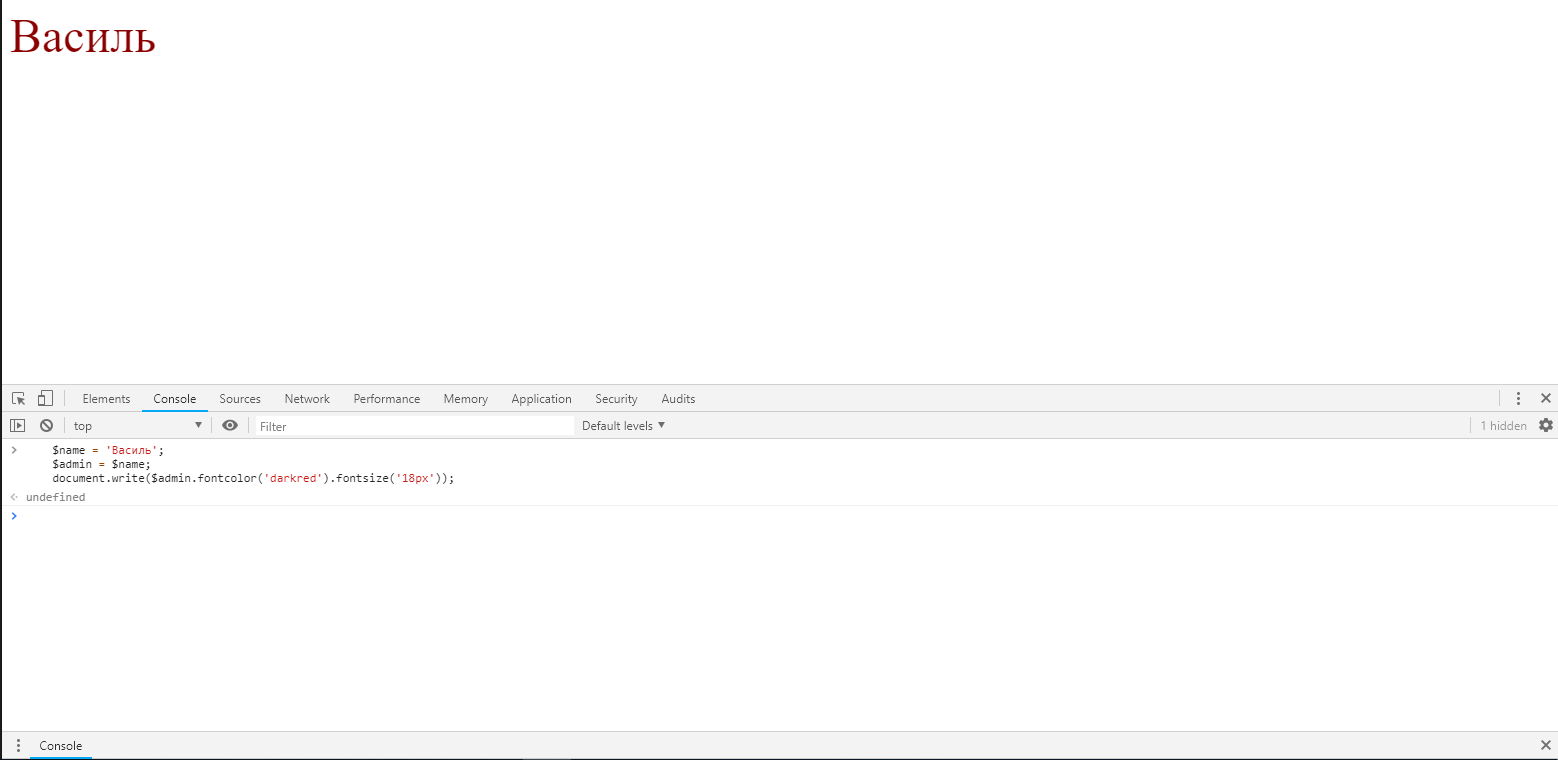 Василь
Elements Console Sources Network Performance Memory Application Security Audits
top Filter Default levels 1 hidden
$name = 'Василь';
$admin = $name;
document.write($admin.fontcolor('darkred').fontsize('18px'));
undefined
Console